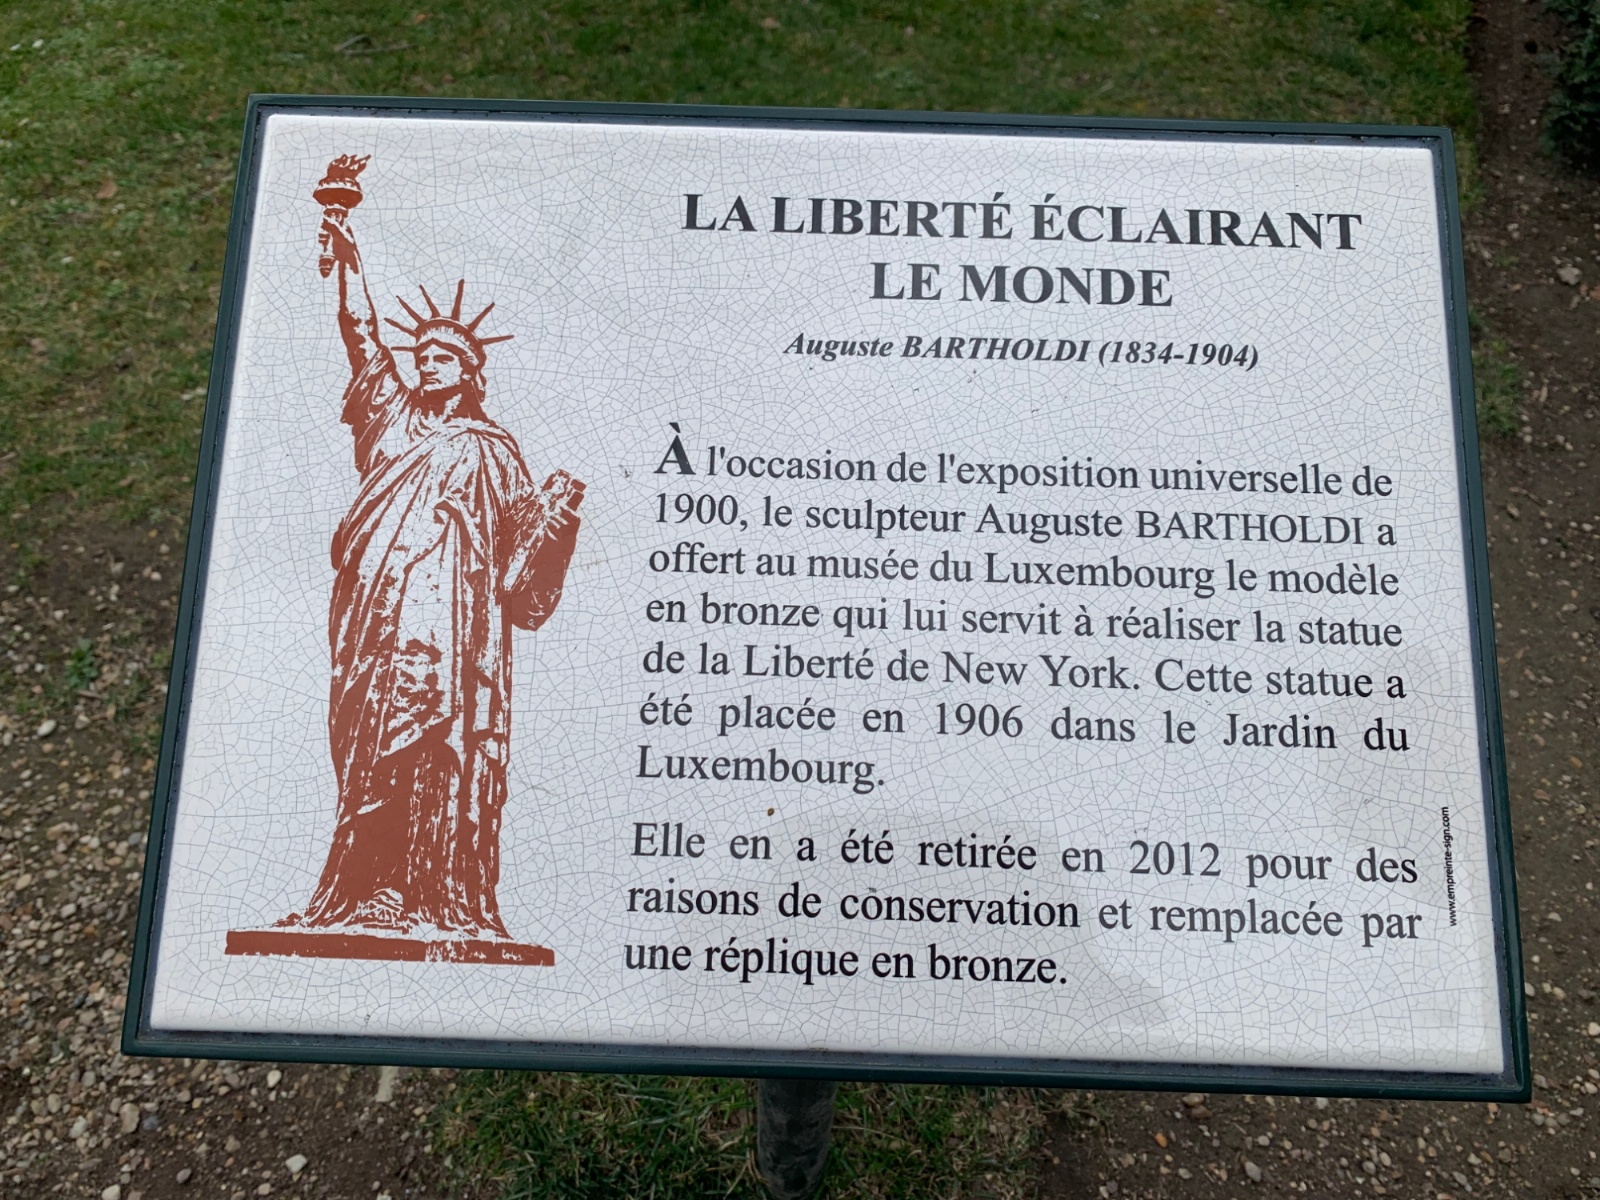 LA LIBERTÉ ÉCLAIRANT
LE MONDE
Auguste BARTHOLDI (1834-1904)
À l'occasion de l'exposition universelle de
1900, le sculpteur Auguste BARTHOLDI a
offert au musée du Luxembourg le modèle
en bronze qui lui servit à réaliser la statue
de la Liberté de New York. Cette statue a
été placée en 1906 dans le Jardin du
Luxembourg.
Elle en a été retirée en 2012 pour des
raisons de conservation et remplacée par
une réplique en bronze.
www.empreinte-sign.com